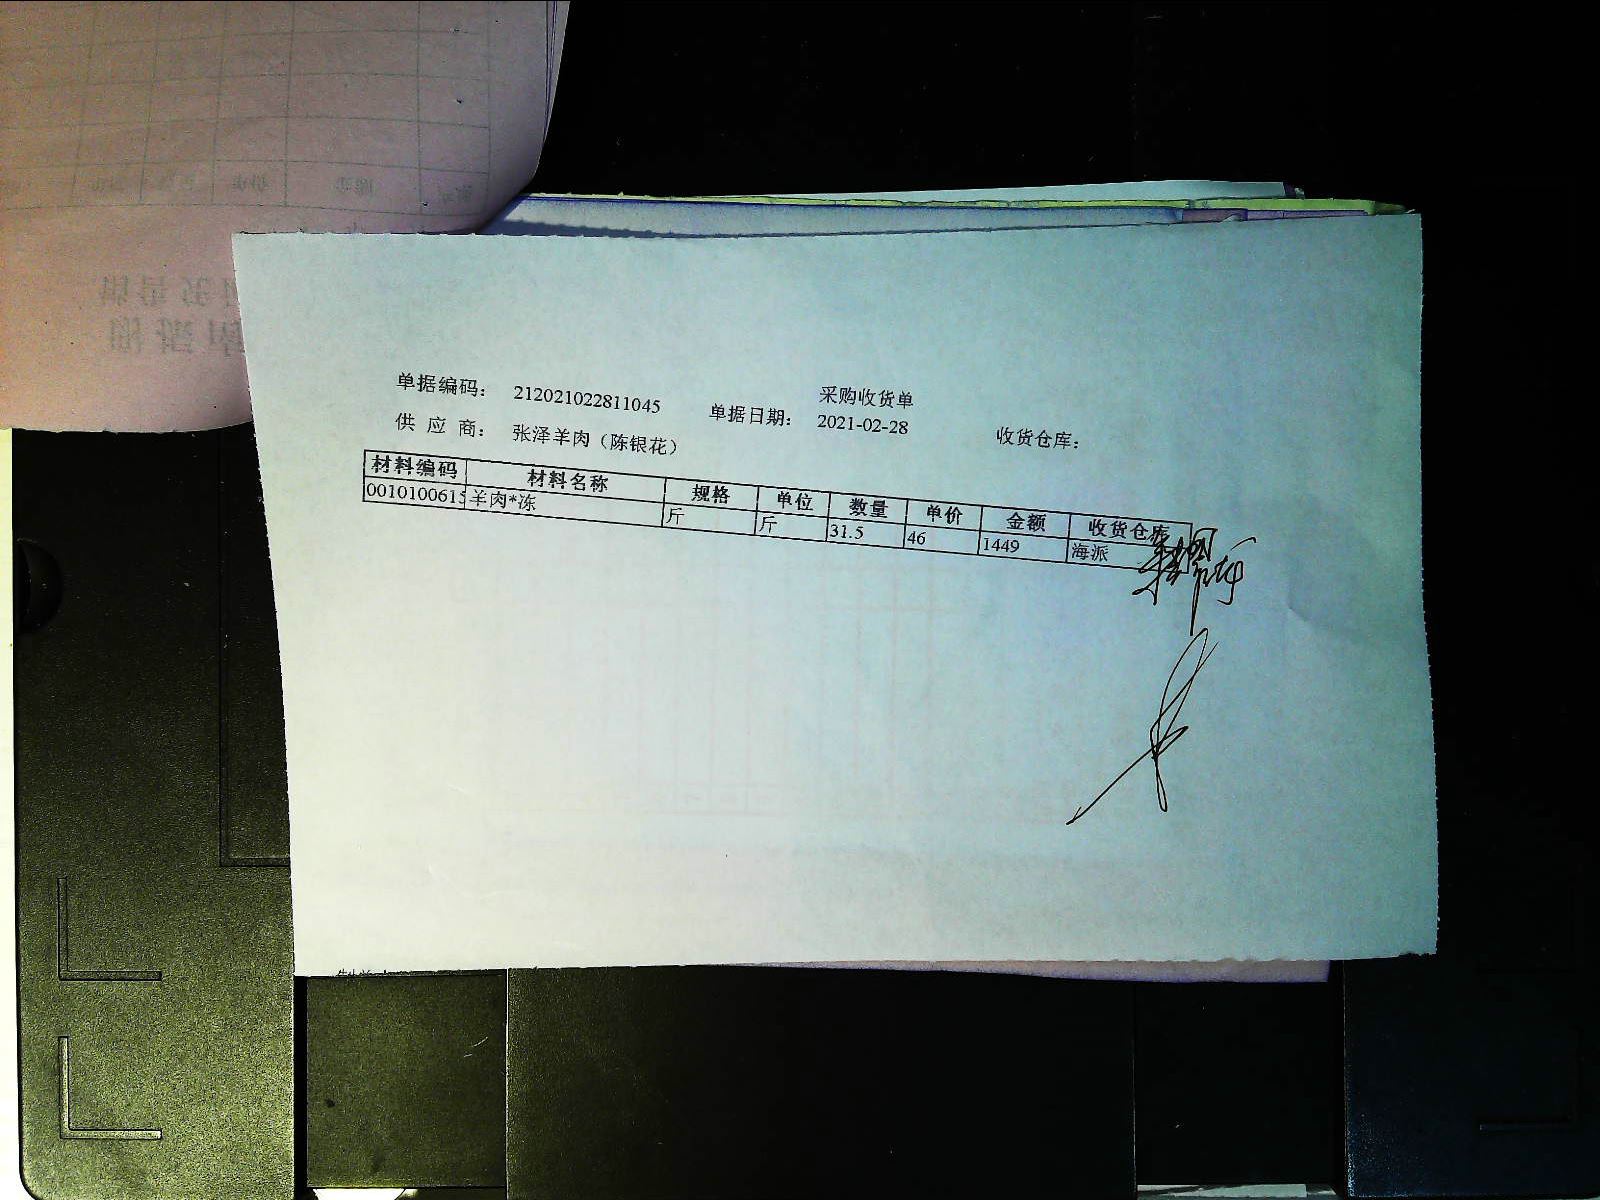 采购收货单
单据编码： 212021022811045 单据日期： 2021-02-28 收货仓库：
供 应 商： 张泽羊肉（陈银花）
材料编码 材料名称 规格 单位 数量 单价 金额 收货仓库
0010100615 羊肉*冻 斤 斤 31.5 46 1449 海派